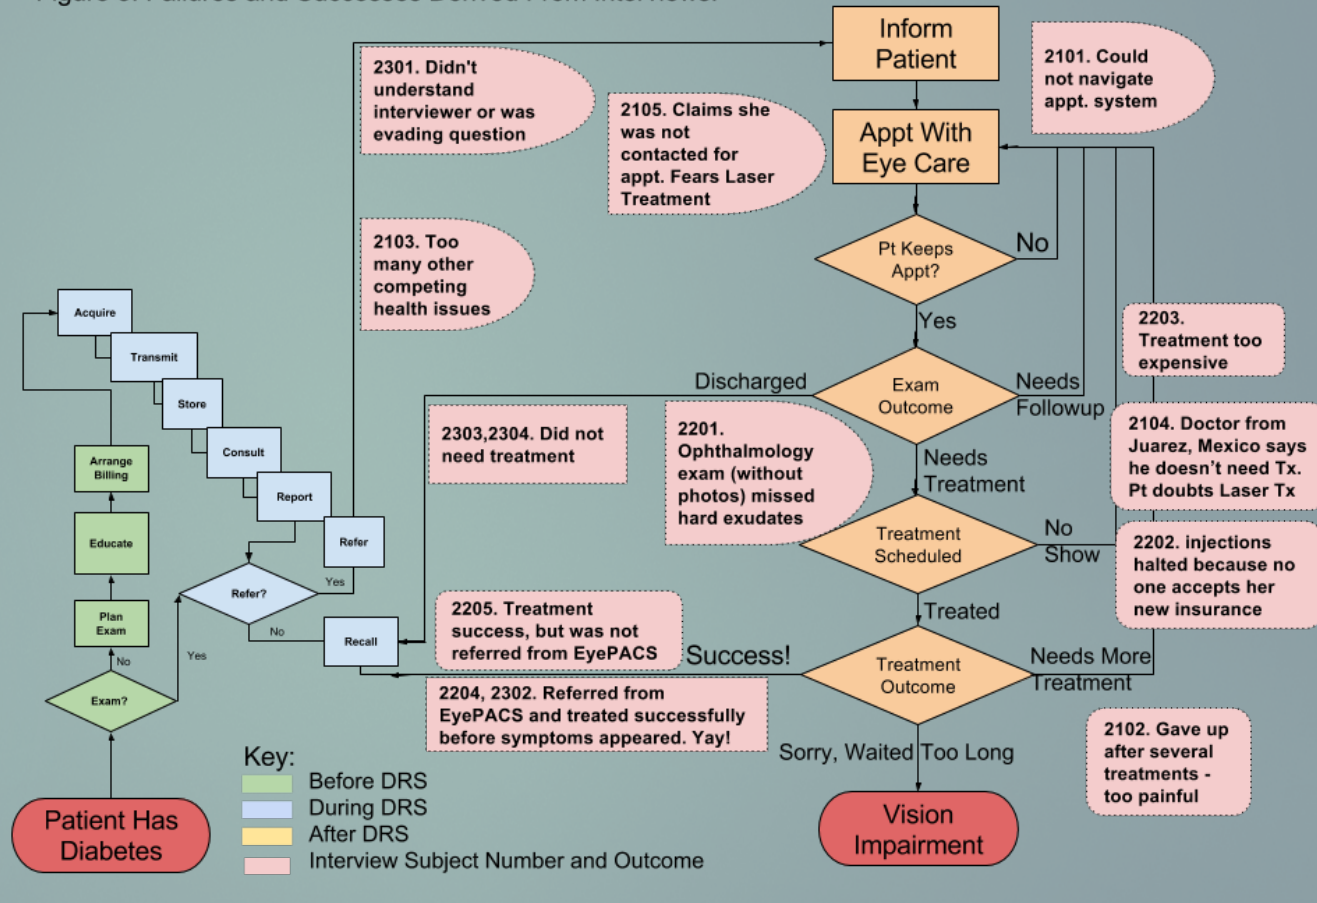 Inform
Patient
2101. Could
not navigate
appt. system
2301. Didn't
understand
interviewer or was
evading question
2105. Claims she
was not
contacted for
appt. Fears Laser
Treatment
Appt With
Eye Care
Pt Keeps
Appt?
No
Yes
2103. Too
many other
competing
health issues
Acquire
Transmit
Store
Consult
Report
Refer
Arrange
Billing
Educate
Plan
Exam
No
Yes
Exam?
Refer?
Yes
No
Recall
2203.
Treatment too
expensive
Discharged
Exam
Outcome
Needs
Followup
2303,2304. Did not
need treatment
2201.
Ophthalmology
exam (without
photos) missed
hard exudates
Needs
Treatment
2104. Doctor from
Juarez, Mexico says
he doesn't need Tx.
Pt doubts Laser Tx
Treatment
Scheduled
No
Show
2202. injections
halted because no
one accepts her
new insurance
Treated
2205. Treatment
success, but was not
referred from EyePACS
Success!
Treatment
Outcome
Needs More
Treatment
2204, 2302. Referred from
EyePACS and treated successfully
before symptoms appeared. Yay!
2102. Gave up
after several
treatments -
too painful
Sorry, Waited Too Long
Vision
Impairment
Key:
Before DRS
During DRS
After DRS
Interview Subject Number and Outcome
Patient Has
Diabetes